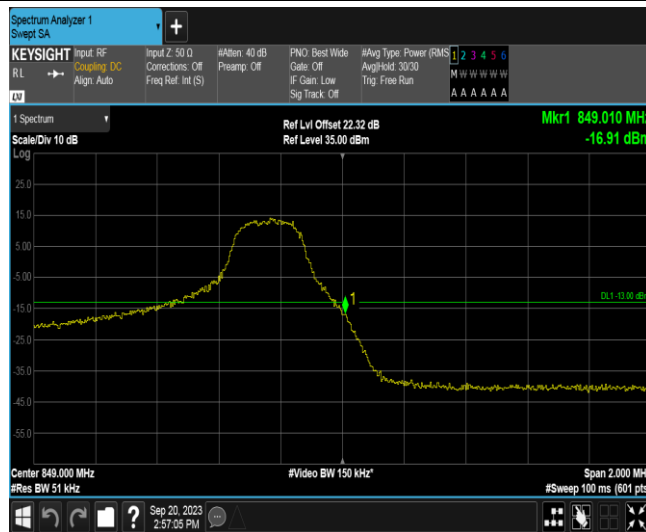 Spectrum Analyzer 1
Swept SA
+
KEYSIGHT
RL
LXI
Input: RF
Coupling: DC
Align: Auto
Input Z: 50 Ω
Corrections: Off
Freq Ref: Int (S)
#Atten: 40 dB
Preamp: Off
PNO: Best Wide
Gate: Off
IF Gain: Low
Sig Track: Off
#Avg Type: Power (RMS
Avg|Hold: 30/30
Trig: Free Run
1 2 3 4 5 6
M W W W W W
A A A A A A
1 Spectrum
Scale/Div 10 dB
Log
Ref Lvl Offset 22.32 dB
Ref Level 35.00 dBm
Mkr1 849.010 MHz
-16.91 dBm
25.0
15.0
5.00
-5.00
-15.0
-25.0
-35.0
-45.0
-55.0
1
DL1 -13.00 dBm
Center 849.000 MHz
#Res BW 51 kHz
#Video BW 150 kHz*
Span 2.000 MHz
#Sweep 100 ms (601 pts
?
Sep 20, 2023
2:57:05 PM